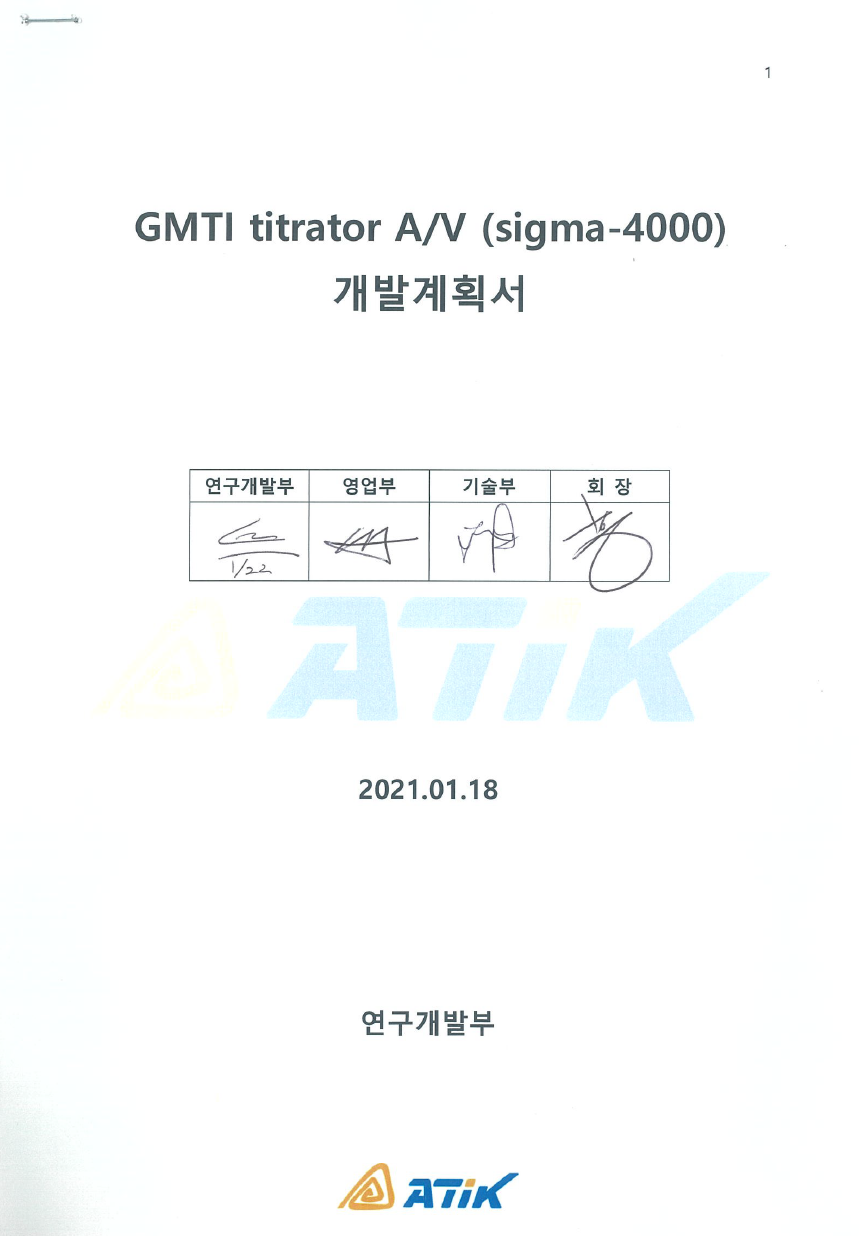 1
GMTI titrator A/V (sigma-4000)
개발계획서
연구개발부 영업부 기술부 회 장
1/22
ATiK
2021.01.18
연구개발부
ATiK